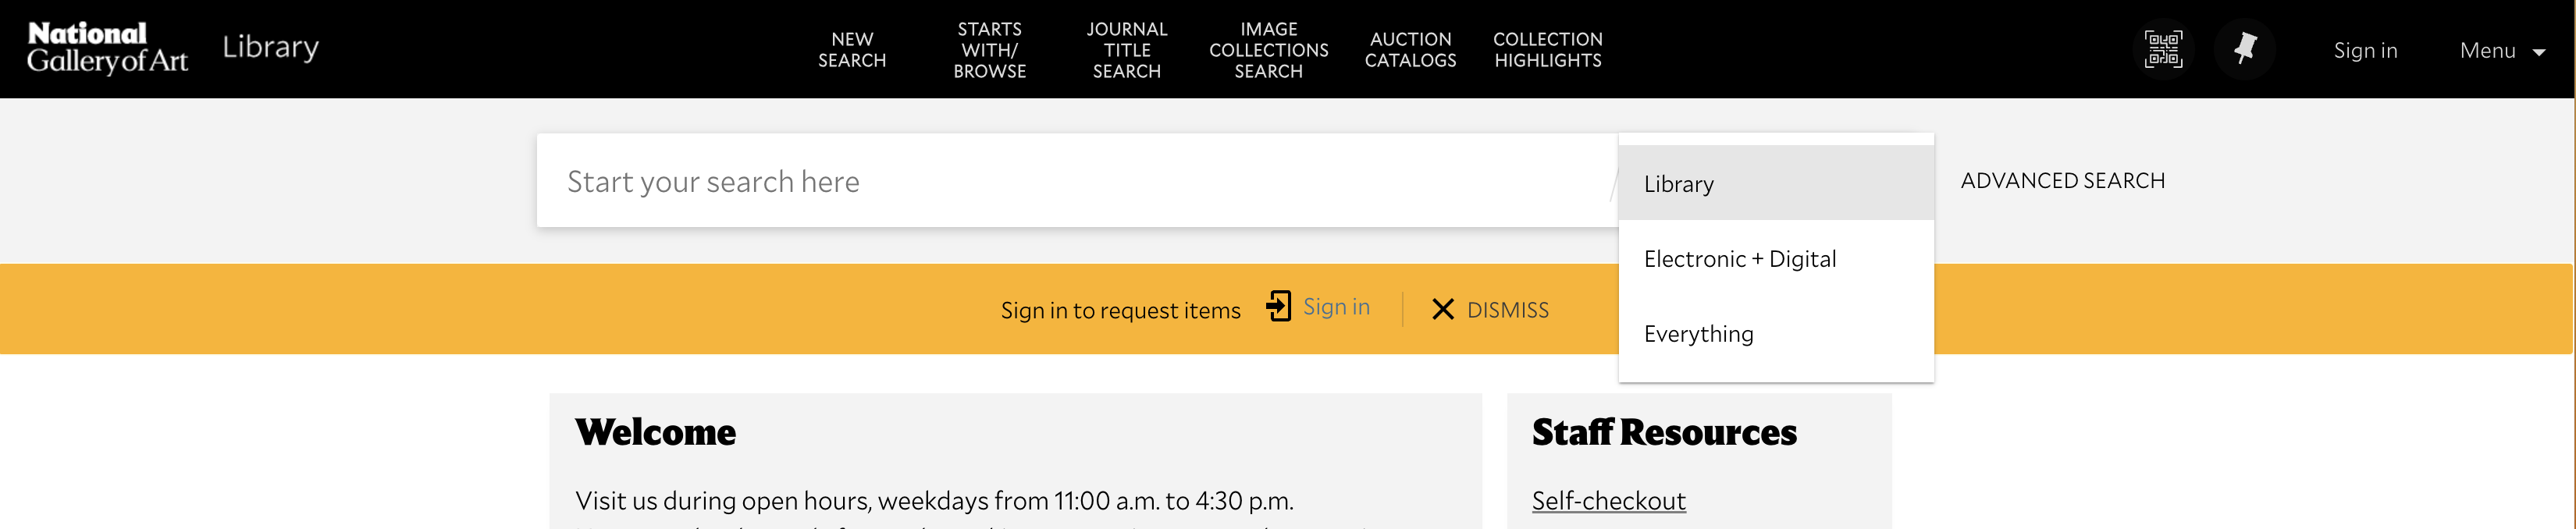 National
Gallery of Art
Library
NEW
SEARCH
STARTS
WITH/
BROWSE
JOURNAL
TITLE
SEARCH
IMAGE
COLLECTIONS
SEARCH
AUCTION
CATALOGS
COLLECTION
HIGHLIGHTS
Sign in
Menu
Start your search here
Library
Electronic + Digital
Everything
ADVANCED SEARCH
Sign in to request items
Sign in
DISMISS
Welcome
Visit us during open hours, weekdays from 11:00 a.m. to 4:30 p.m.
Staff Resources
Self-checkout